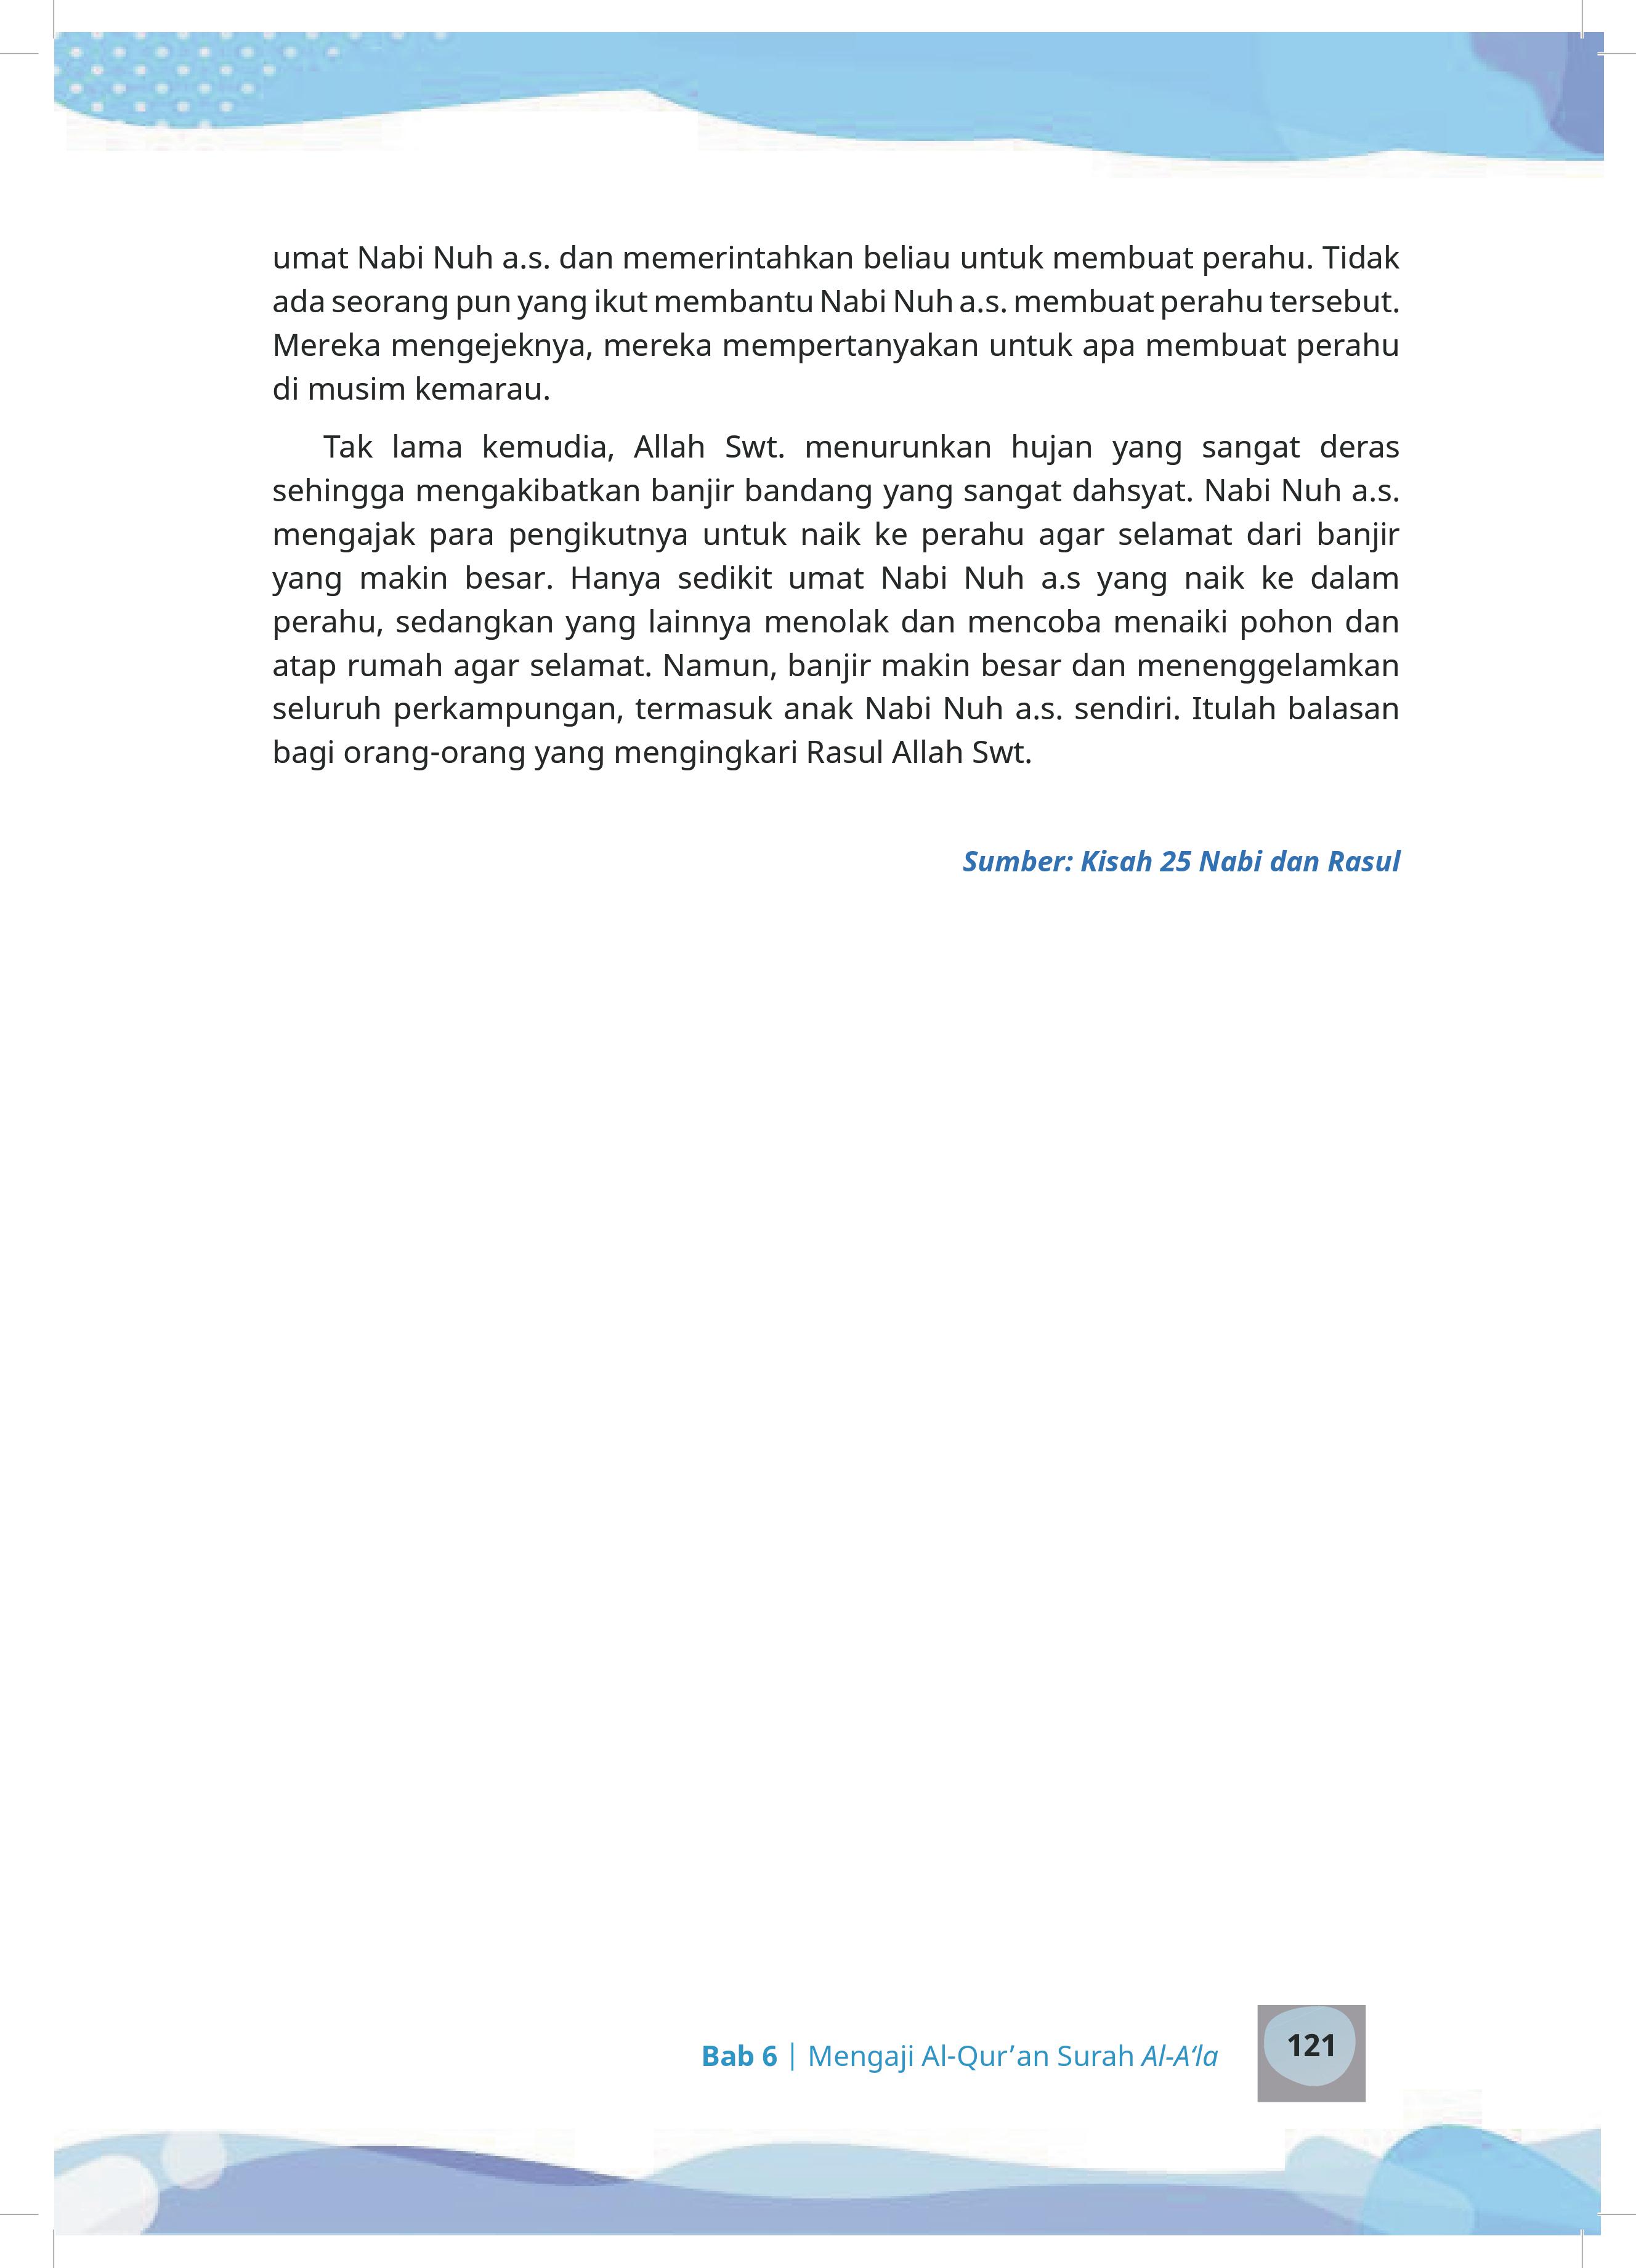 umat Nabi Nuh a.s. dan memerintahkan beliau untuk membuat perahu. Tidak
ada seorang pun yang ikut membantu Nabi Nuh a.s. membuat perahu tersebut.
Mereka mengejeknya, mereka mempertanyakan untuk apa membuat perahu
di musim kemarau.
Tak lama kemudia, Allah Swt. menurunkan hujan yang sangat deras
sehingga mengakibatkan banjir bandang yang sangat dahsyat. Nabi Nuh a.s.
mengajak para pengikutnya untuk naik ke perahu agar selamat dari banjir
yang makin besar. Hanya sedikit umat Nabi Nuh a.s yang naik ke dalam
perahu, sedangkan yang lainnya menolak dan mencoba menaiki pohon dan
atap rumah agar selamat. Namun, banjir makin besar dan menenggelamkan
seluruh perkampungan, termasuk anak Nabi Nuh a.s. sendiri. Itulah balasan
bagi orang-orang yang mengingkari Rasul Allah Swt.
Sumber: Kisah 25 Nabi dan Rasul
Bab 6 | Mengaji Al-Qur’an Surah Al-A‘la
121